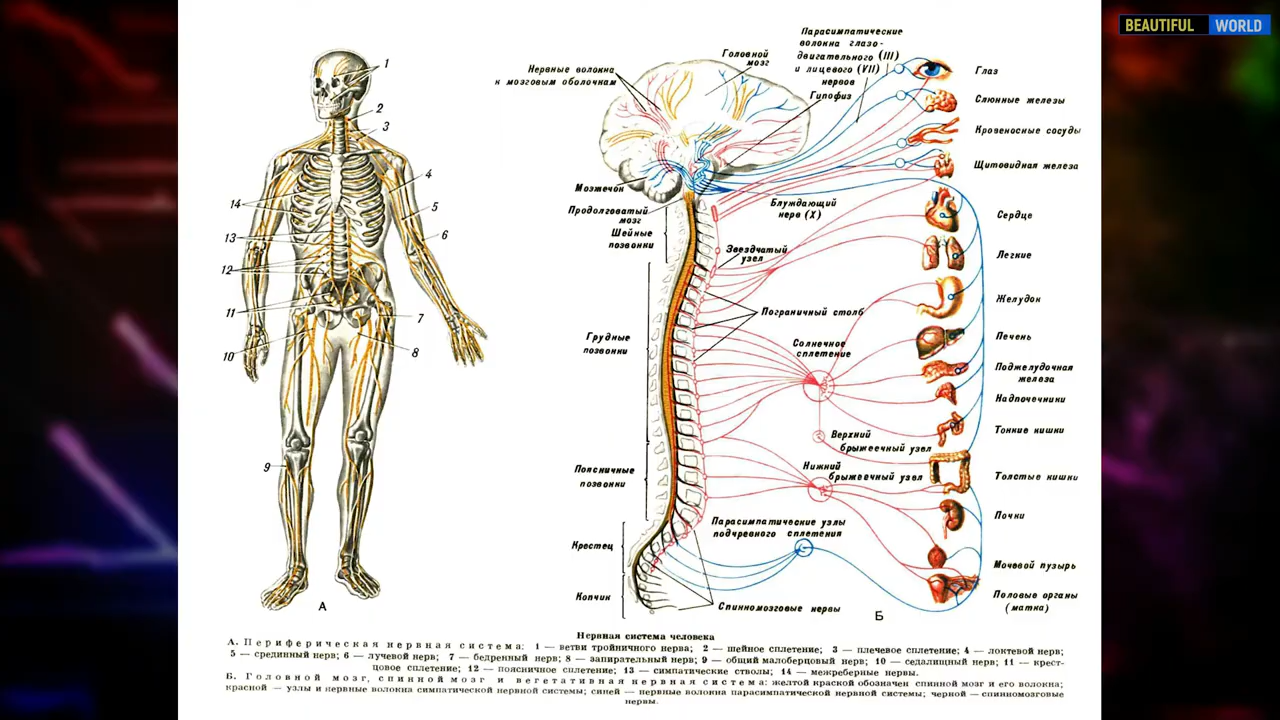 BEAUTIFUL WORLD
1
2
3
4
5
6
7
8
9
10
11
12
13
14
А
Нервные волокна
к мозговым оболочкам
Головной
мозг
Парасимпатические
волокна глазо-
двигательного (III)
и лицевого (VII)
нервов
Гипофиз
Мозжечок
Продолговатый
мозг
Шейные
позвонки
Блуждающий
нерв (X)
Звездчатый
узел
Пограничный столб
Грудные
позвонки
Солнечное
сплетение
Верхний
брыжеечный узел
Нижний
брыжеечный узел
Поясничные
позвонки
Парасимпатические узлы
подчревного сплетения
Крестец
Копчик
Спинномозговые нервы
Глаз
Слюнные железы
Кровеносные сосуды
Щитовидная железа
Сердце
Легкие
Желудок
Печень
Поджелудочная
железа
Надпочечники
Тонкие кишки
Толстые кишки
Почки
Мочевой пузырь
Половые органы
(матка)
Б
Нервная система человека
А. Периферическая нервная система: 1 — ветви тройничного нерва; 2 — шейное сплетение; 3 — плечевое сплетение; 4 — локтевой нерв;
5 — срединный нерв; 6 — лучевой нерв; 7 — бедренный нерв; 8 — запирательный нерв; 9 — общий малоберцовый нерв; 10 — седалищный нерв; 11 — крест-
цовое сплетение; 12 — поясничное сплетение; 13 — симпатические стволы; 14 — межреберные нервы.
Б. Головной мозг, спинной мозг и вегетативная нервная система: желтой краской обозначен спинной мозг и его волокна;
красной — узлы и нервные волокна симпатической нервной системы; синей — нервные волокна парасимпатической нервной системы; черной — спинномозговые
нервы.